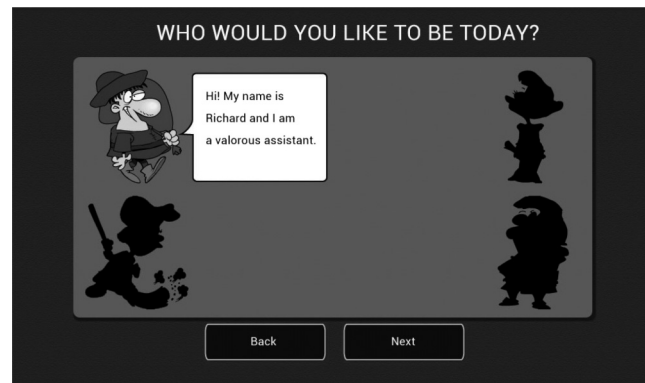 WHO WOULD YOU LIKE TO BE TODAY?
Hi! My name is
Richard and I am
a valorous assistant.
Back
Next